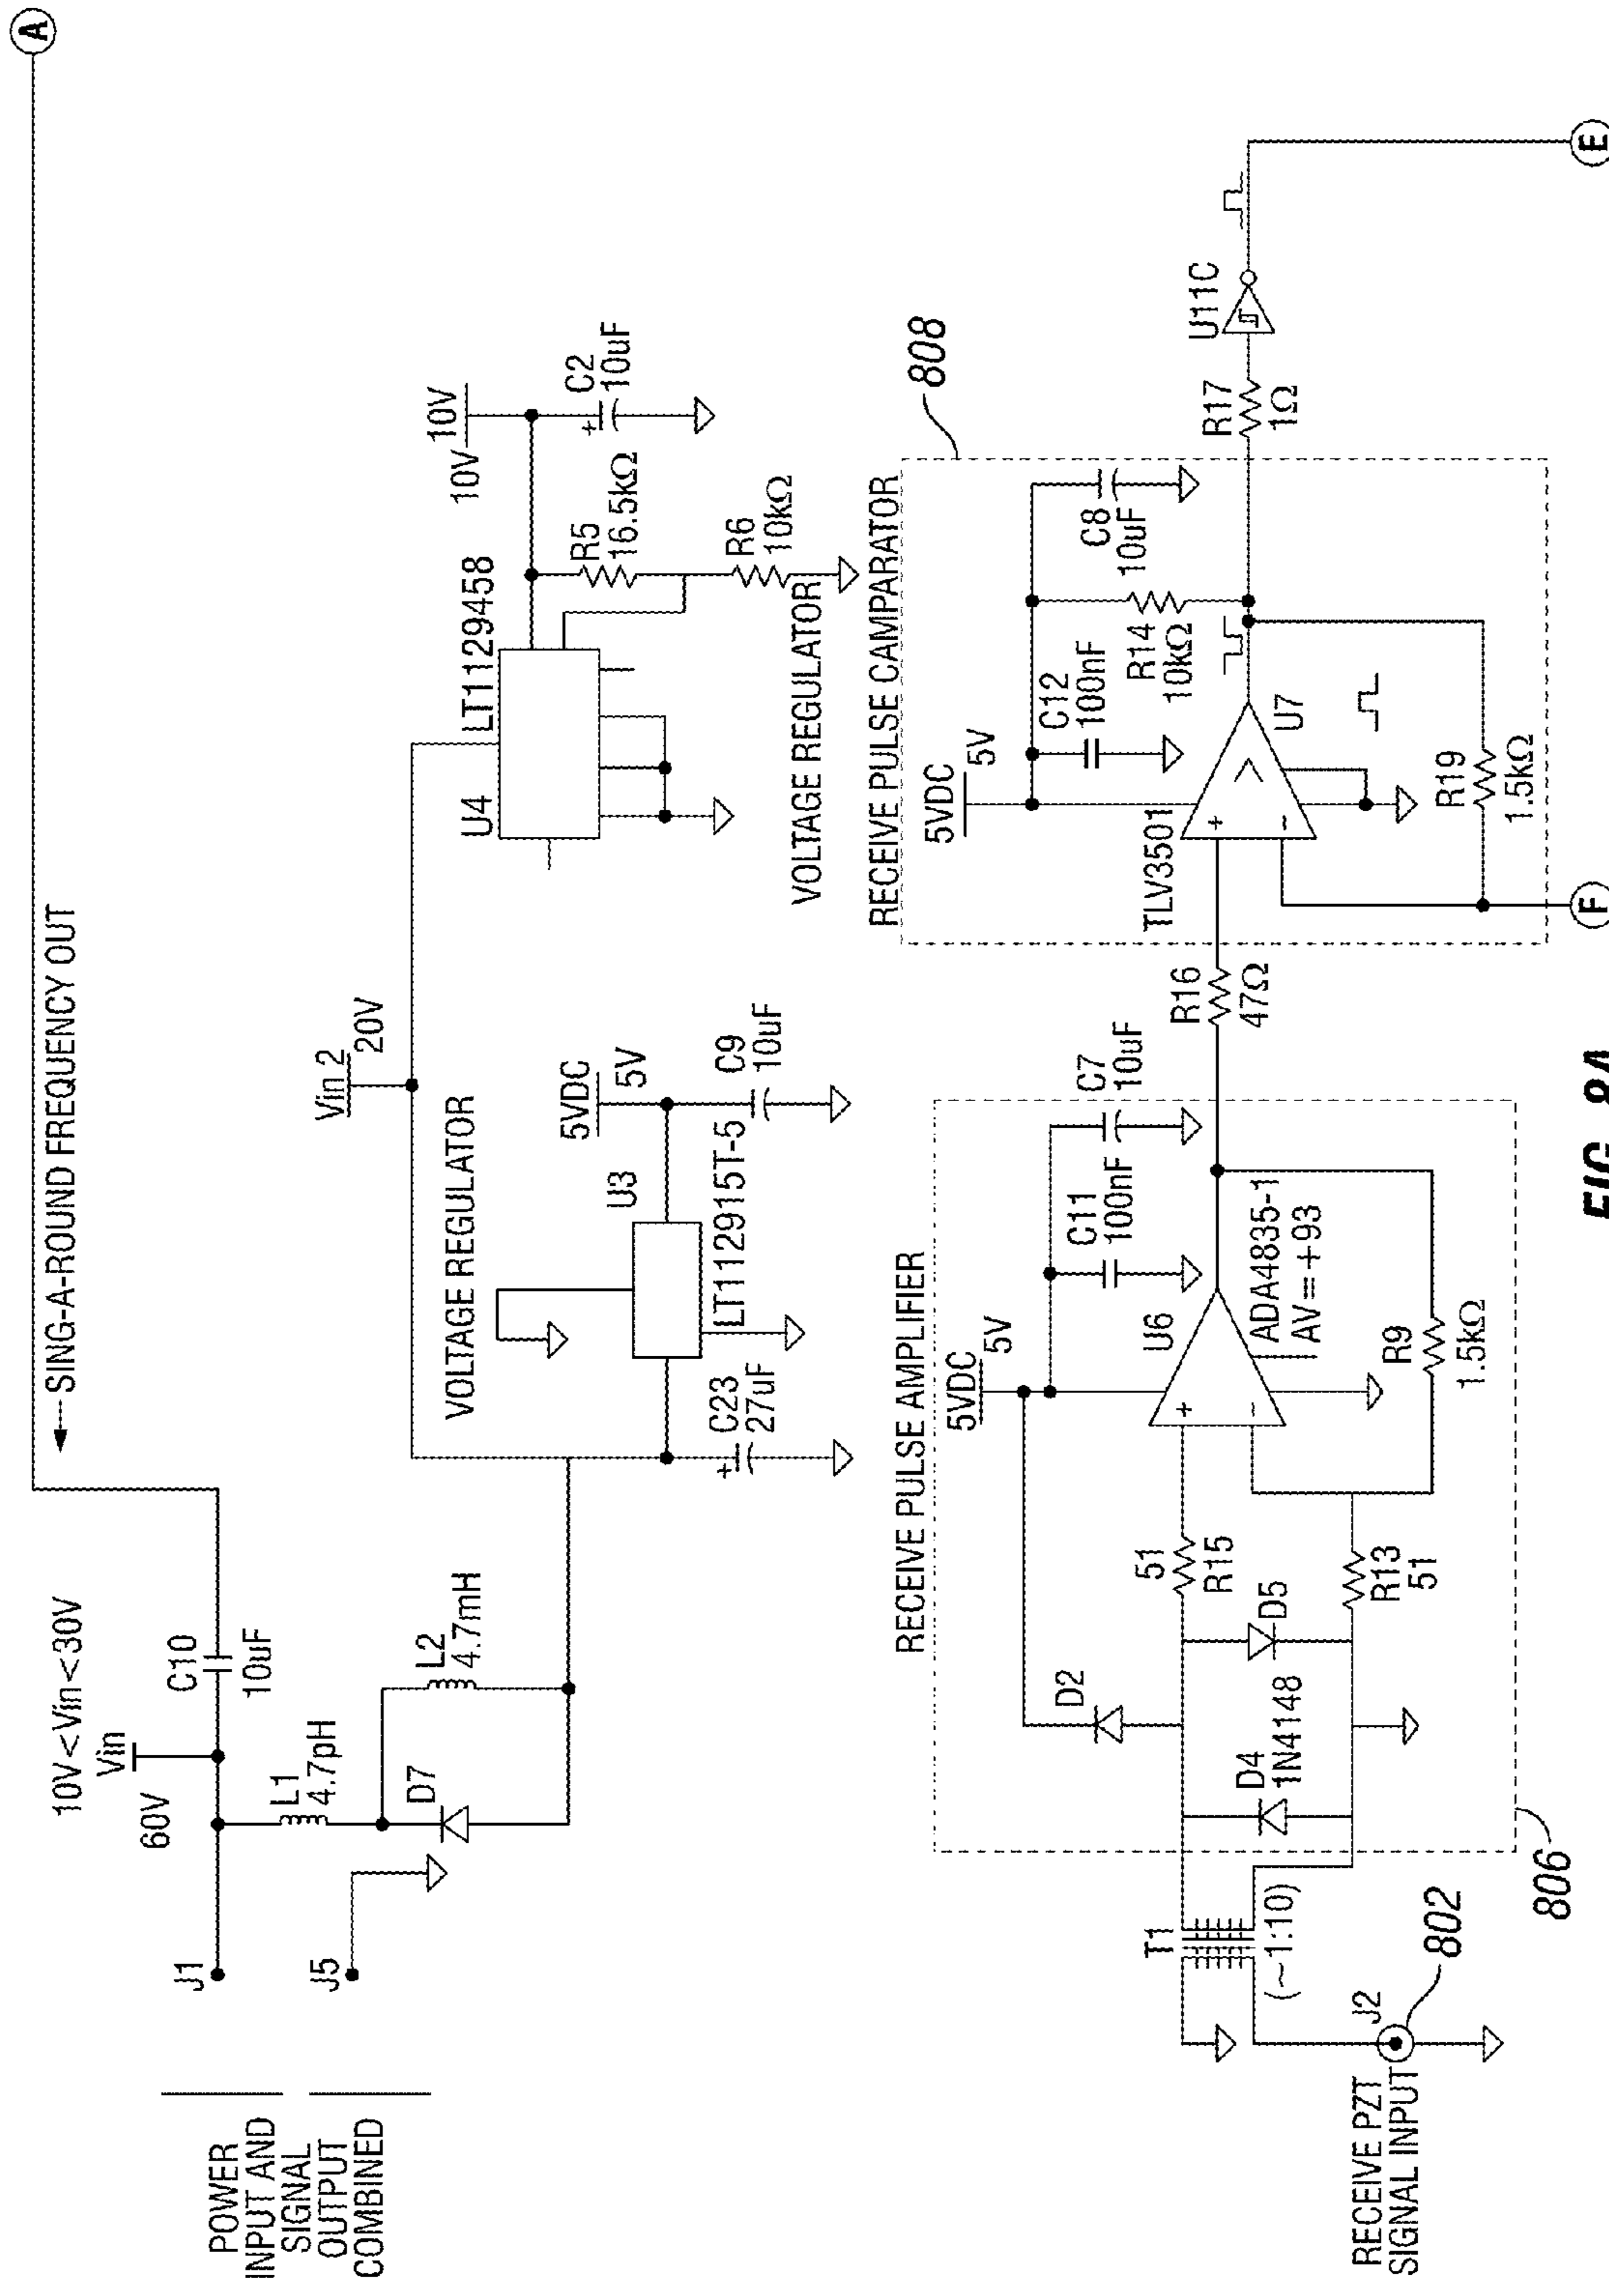 A
SING-A-ROUND FREQUENCY OUT
POWER
INPUT AND
SIGNAL
OUTPUT
COMBINED
J1
J5
10V<Vin<30V
Vin
60V
C10
10uF
L1
4.7pH
L2
4.7mH
D7
Vin 2
20V
VOLTAGE REGULATOR
C23
27uF
U3
LT112915T-5
5VDC
5V
C9
10uF
U4
LT1129458
10V
10V
R5
16.5kΩ
R6
10kΩ
C2
10uF
VOLTAGE REGULATOR
RECEIVE PZT
SIGNAL INPUT
J2
802
T1
(~1:10)
806
RECEIVE PULSE AMPLIFIER
D2
D4
1N4148
D5
51
R15
R13
51
5VDC
5V
U6
+
−
ADA4835-1
AV=+93
C11
100nF
C7
10uF
R9
1.5kΩ
R16
47Ω
RECEIVE PULSE CAMPARATOR
808
5VDC
5V
TLV3501
+
−
U7
C12
100nF
R14
10kΩ
C8
10uF
R19
1.5kΩ
R17
1Ω
U11C
F
E
FIG. 8A